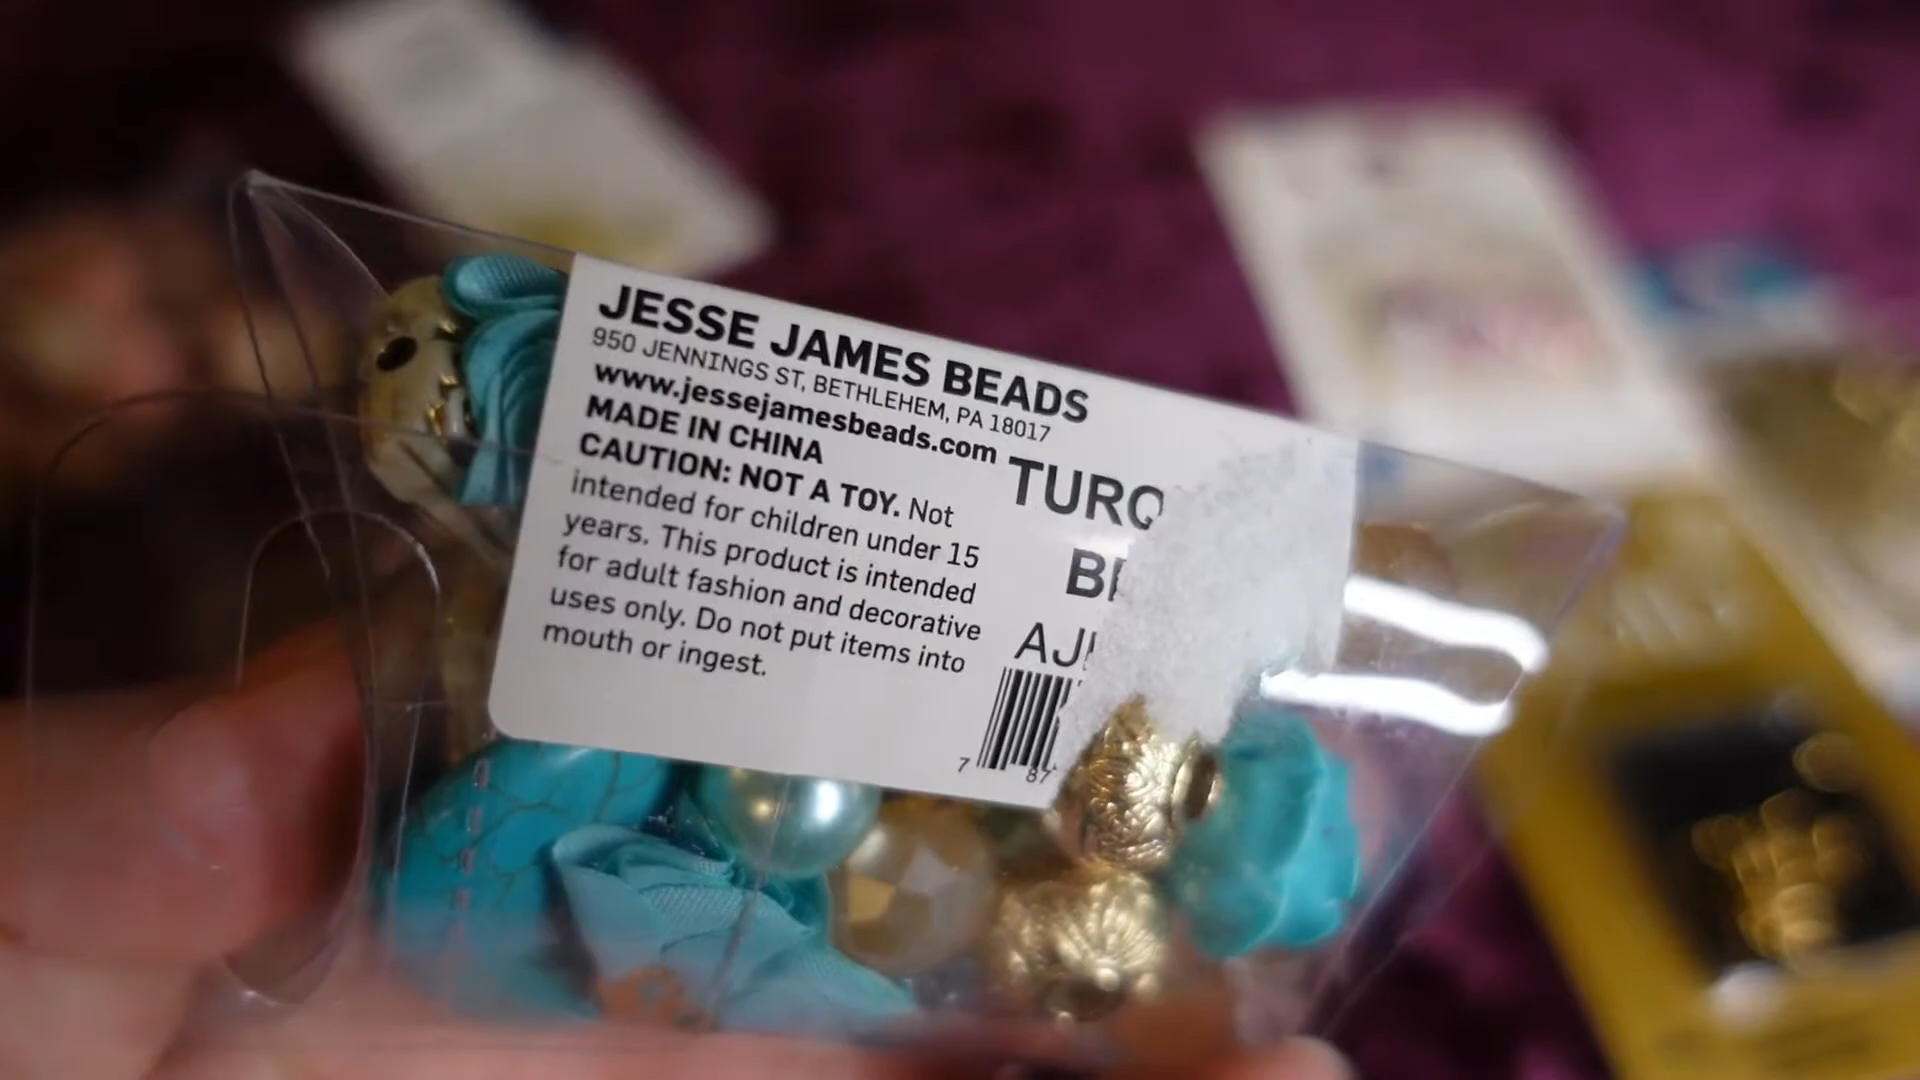 JESSE JAMES BEADS
950 JENNINGS ST, BETHLEHEM, PA 18017
www.jessejamesbeads.com
MADE IN CHINA
CAUTION: NOT A TOY. Not
intended for children under 15
years. This product is intended
for adult fashion and decorative
uses only. Do not put items into
mouth or ingest.
7 87